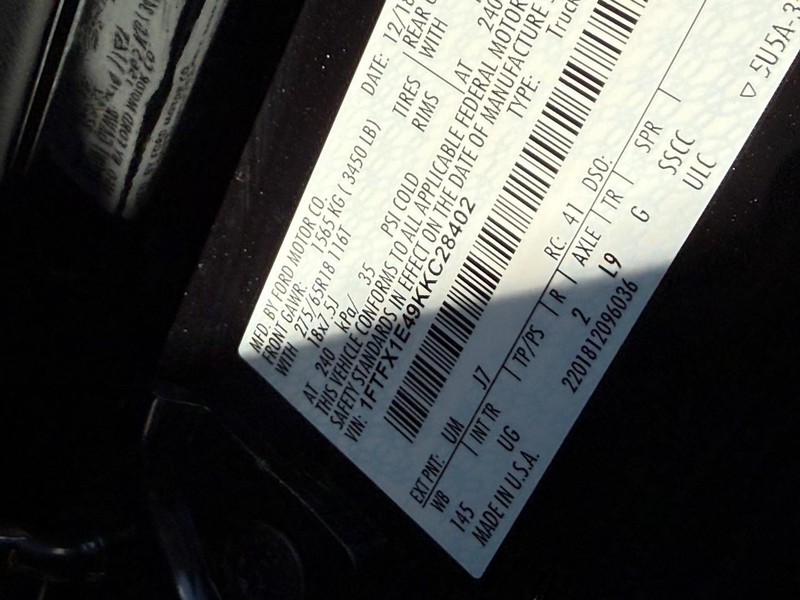 MFD. BY FORD MOTOR CO.
DATE: 12/18
FRONT GAWR: 1565 KG ( 3450 LB)
REAR
WITH 275/65R18 116T TIRES WITH
18x7.5J RIMS
AT 240 kPa/ 35 PSI COLD AT 240
THIS VEHICLE CONFORMS TO ALL APPLICABLE FEDERAL MOTOR
SAFETY STANDARDS IN EFFECT ON THE DATE OF MANUFACTURE
VIN: 1FTFX1E49KKC28402 TYPE: Truck
EXT PNT: UM J7 RC: 41 DSO:
WB INT TR TP/PS R AXLE TR SPR
145 UG 2 L9 G SSCC
MADE IN U.S.A. 2201812096036 ULC
▽ 5U5A-